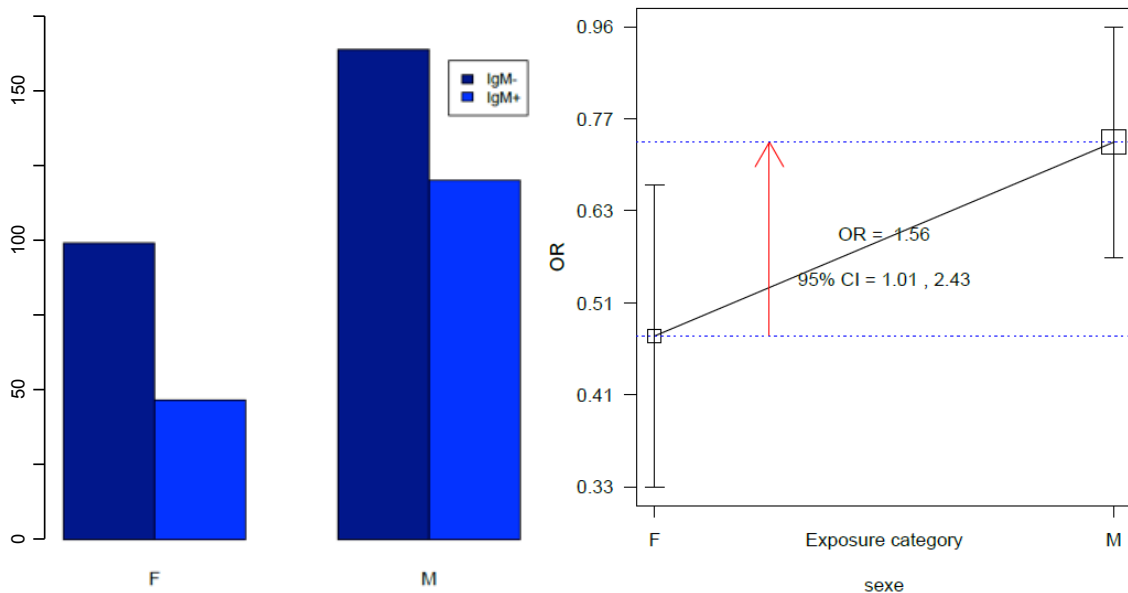 150
100
50
0
IgM-
IgM+
F
M
0.96
0.77
0.63
0.51
0.41
0.33
OR
OR = 1.56
95% CI = 1.01 , 2.43
F
Exposure category
M
sexe